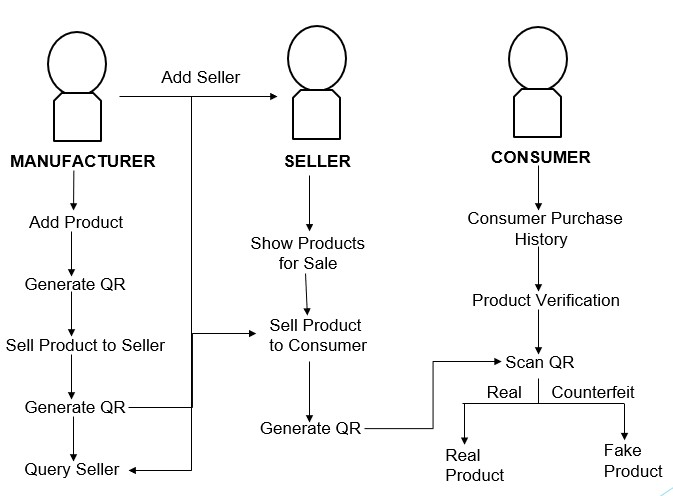 Add Seller
MANUFACTURER
Add Product
Generate QR
Sell Product to Seller
Generate QR
Query Seller
SELLER
Show Products
for Sale
Sell Product
to Consumer
Generate QR
CONSUMER
Consumer Purchase
History
Product Verification
Scan QR
Real
Counterfeit
Real
Product
Fake
Product